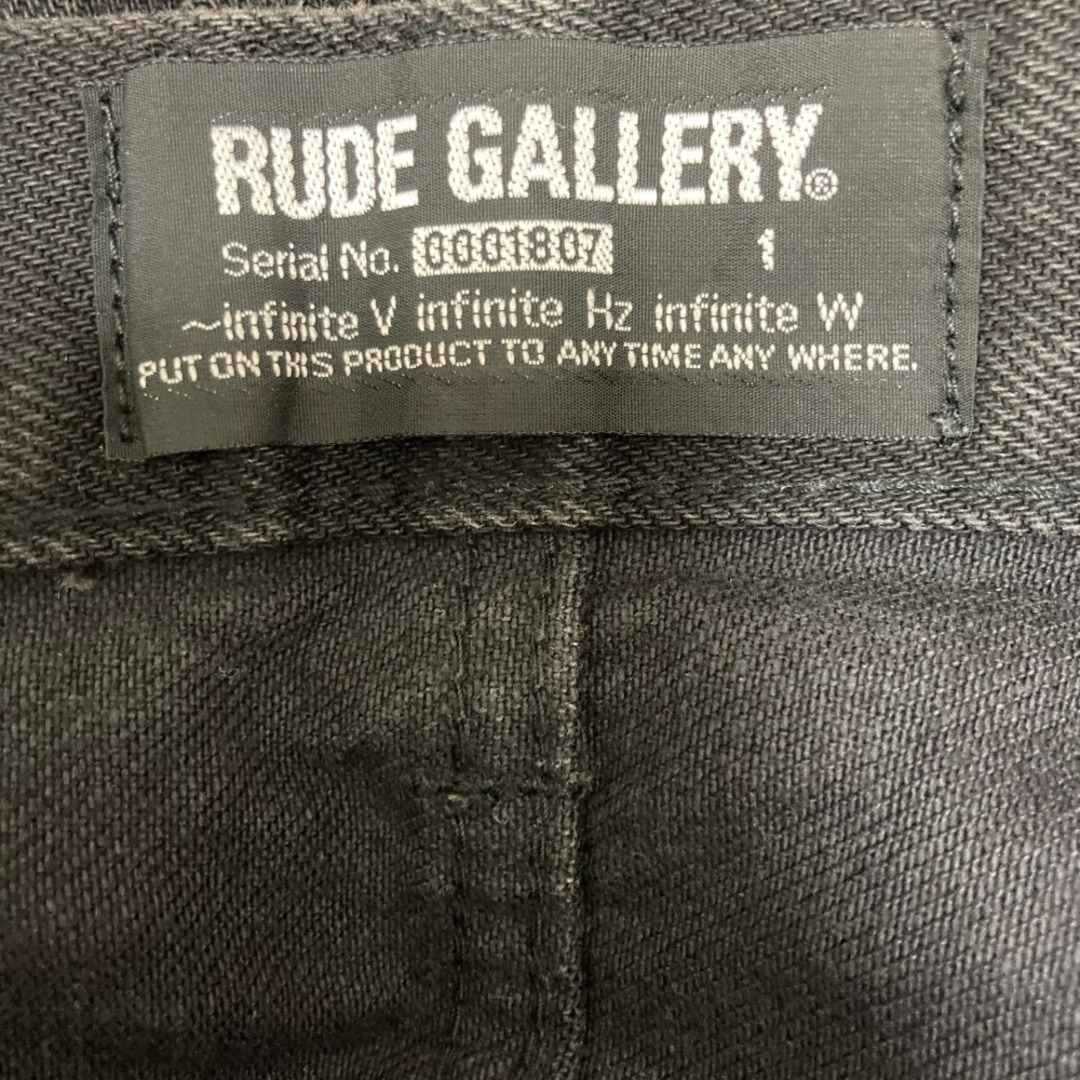 RUDE GALLERY®
Serial No. 0001807 1
~infinite V infinite Hz infinite W
PUT ON THIS PRODUCT TO ANY TIME ANY WHERE.